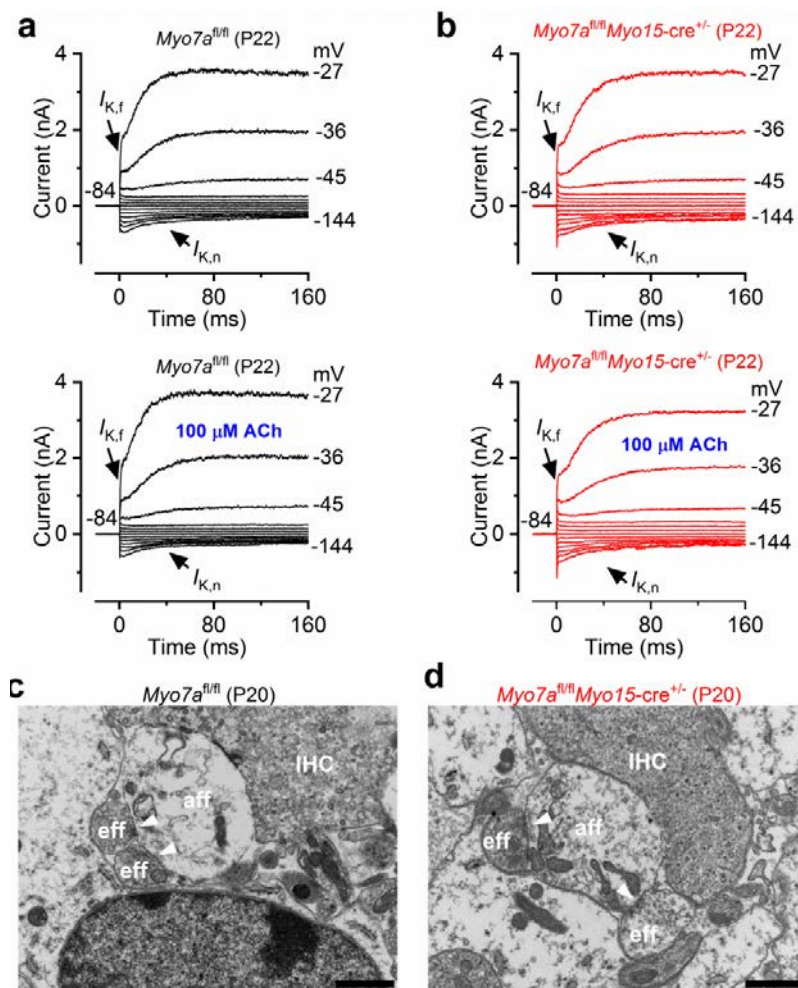 a
Myo7a^fl/fl (P22)
mV
4
-27
I_K,f
2
-36
-45
-84
0
-144
I_K,n
Current (nA)
0 80 160
Time (ms)
b
Myo7a^fl/fl Myo15-cre^+/- (P22)
mV
4
-27
I_K,f
2
-36
-45
-84
0
-144
I_K,n
Current (nA)
0 80 160
Time (ms)
Myo7a^fl/fl (P22)
mV
4
-27
I_K,f
100 μM ACh
2
-36
-45
-84
0
-144
I_K,n
Current (nA)
0 80 160
Time (ms)
Myo7a^fl/fl Myo15-cre^+/- (P22)
mV
4
-27
I_K,f
100 μM ACh
2
-36
-45
-84
0
-144
I_K,n
Current (nA)
0 80 160
Time (ms)
c
Myo7a^fl/fl (P20)
IHC
aff
eff
eff
d
Myo7a^fl/fl Myo15-cre^+/- (P20)
IHC
aff
eff
eff